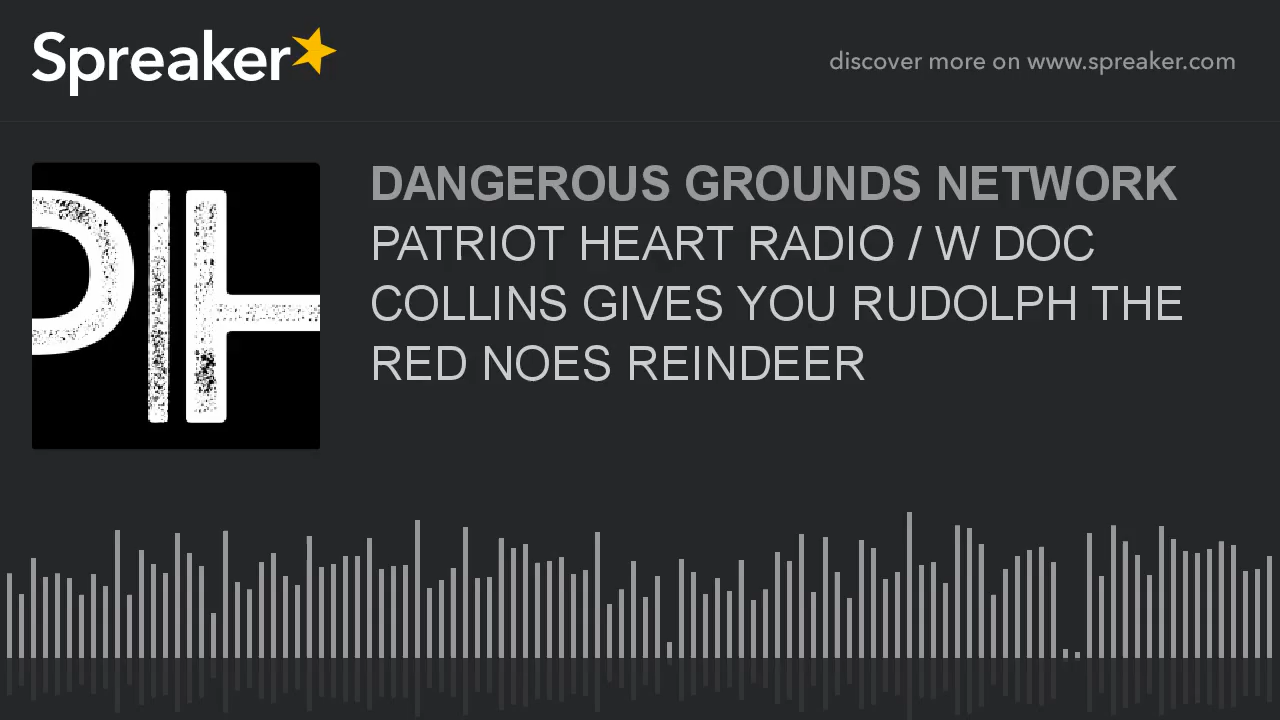 Spreaker
discover more on www.spreaker.com
DANGEROUS GROUNDS NETWORK
PATRIOT HEART RADIO / W DOC
COLLINS GIVES YOU RUDOLPH THE
RED NOES REINDEER